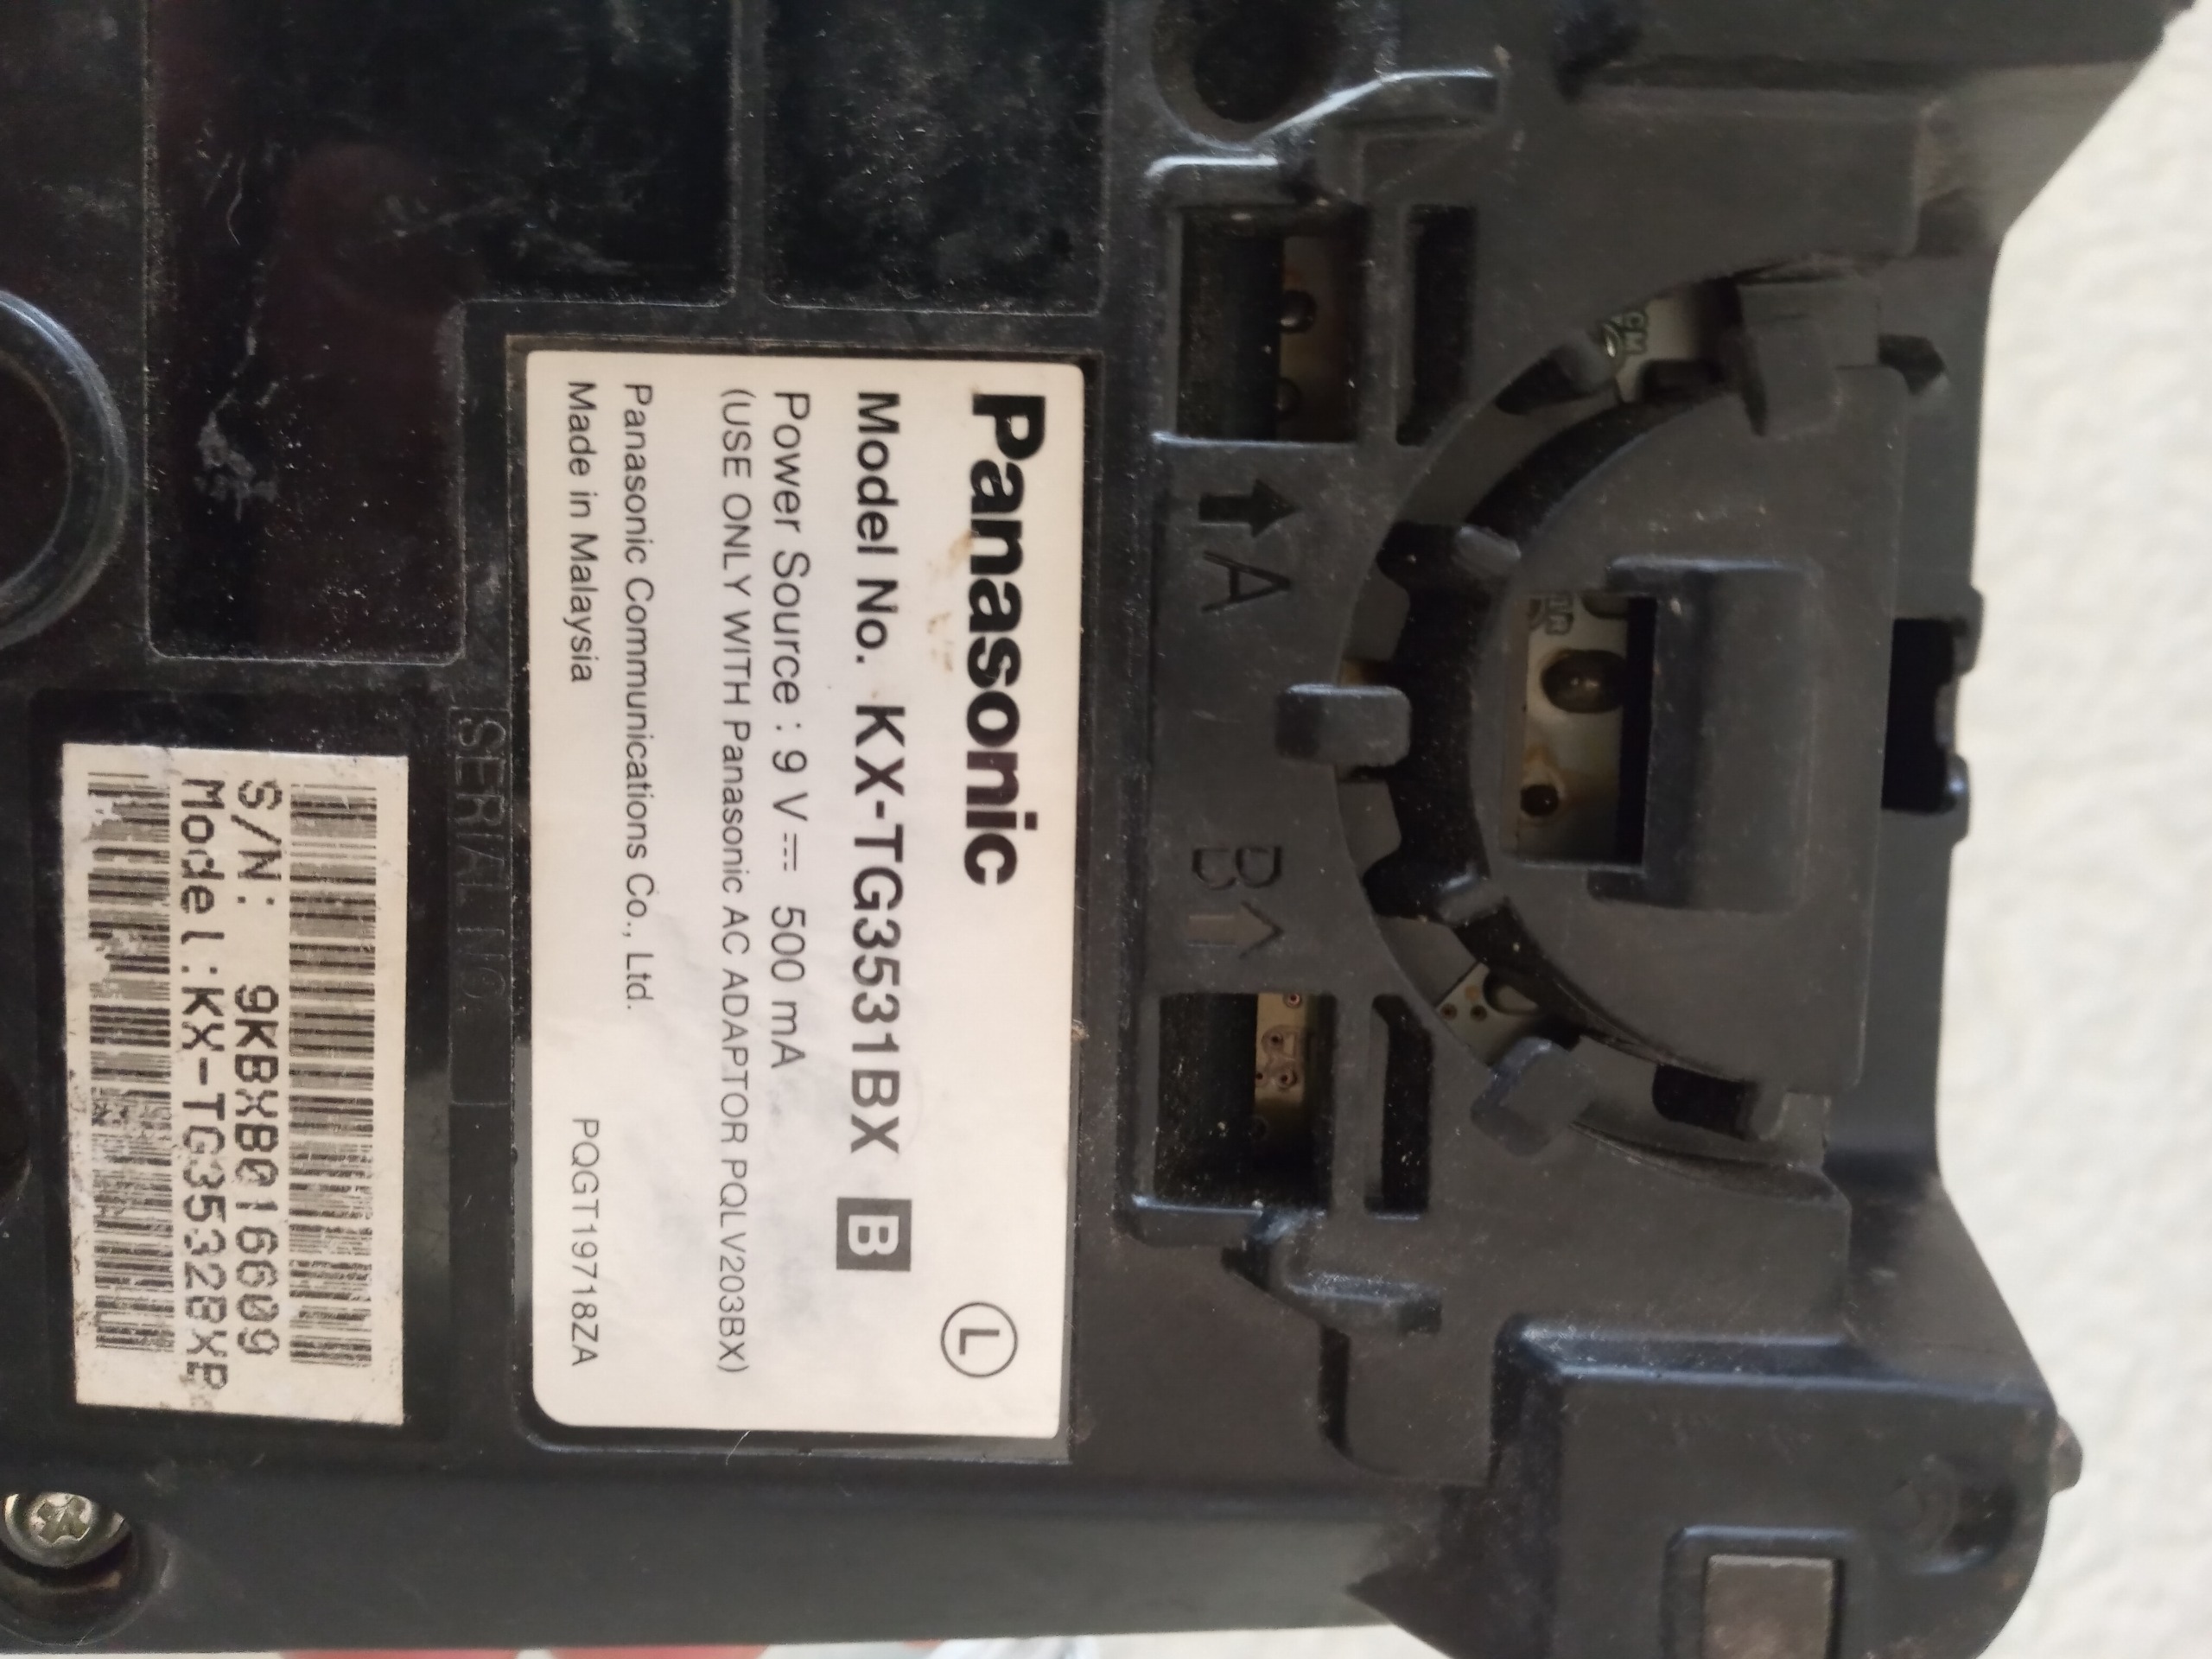 Panasonic
Ⓛ
Model No. KX-TG3531BX B
Power Source : 9 V⎓ 500 mA
(USE ONLY WITH Panasonic AC ADAPTOR PQLV203BX)
Panasonic Communications Co., Ltd.
Made in Malaysia
PQGT19718ZA
SERIAL NO.
S/N: 9KBXB016609
Model:KX-TG3532BXB
A
B